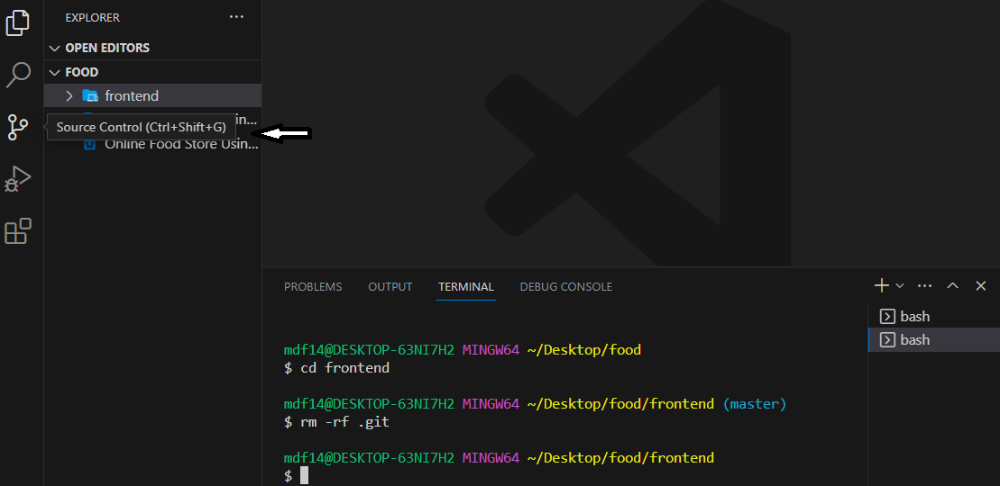 EXPLORER
OPEN EDITORS
FOOD
frontend
in...
Source Control (Ctrl+Shift+G)
Online Food Store Usin...
PROBLEMS OUTPUT TERMINAL DEBUG CONSOLE
bash
bash
mdf14@DESKTOP-63NI7H2 MINGW64 ~/Desktop/food
$ cd frontend
mdf14@DESKTOP-63NI7H2 MINGW64 ~/Desktop/food/frontend (master)
$ rm -rf .git
mdf14@DESKTOP-63NI7H2 MINGW64 ~/Desktop/food/frontend
$